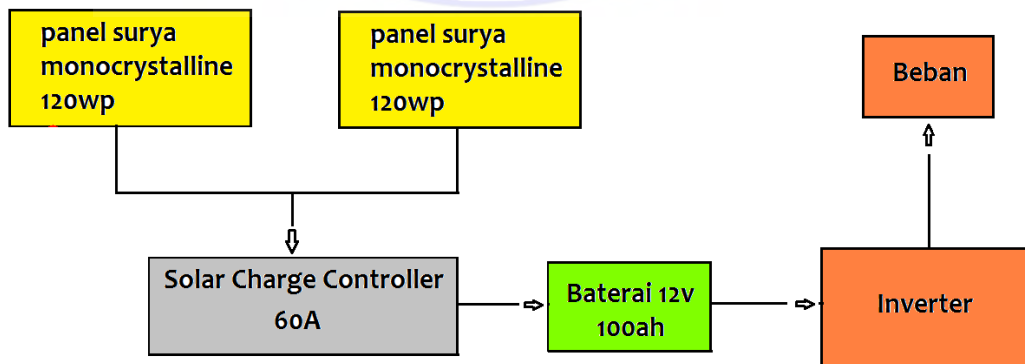 panel surya
monocrystalline
120wp
panel surya
monocrystalline
120wp
Beban
Solar Charge Controller
60A
Baterai 12v
100ah
Inverter